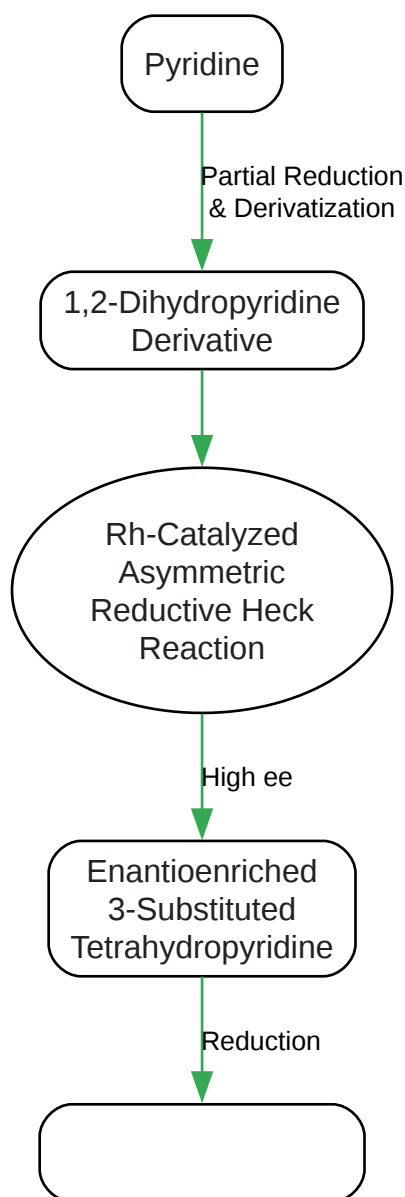 Pyridine
Partial Reduction
& Derivatization
1,2-Dihydropyridine
Derivative
Rh-Catalyzed
Asymmetric
Reductive Heck
Reaction
High ee
Enantioenriched
3-Substituted
Tetrahydropyridine
Reduction